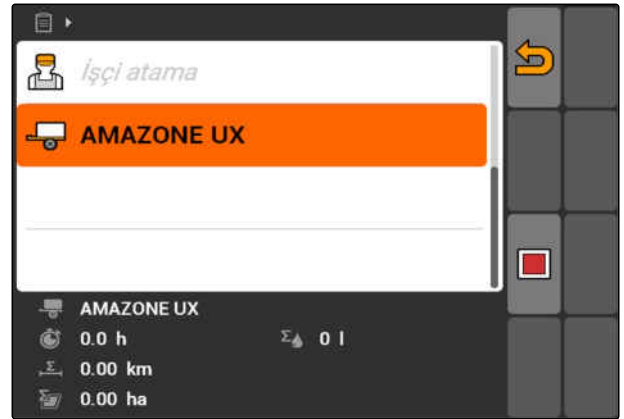 İşçi atama
AMAZONE UX
AMAZONE UX
0.0 h Σ 0 l
Σ 0.00 km
Σ 0.00 ha